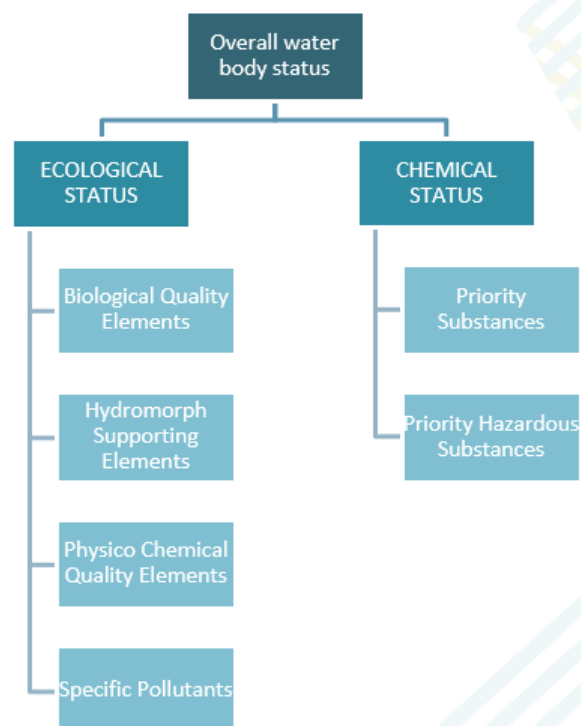 Overall water
body status
ECOLOGICAL
STATUS
Biological Quality
Elements
Hydromorph
Supporting
Elements
Physico Chemical
Quality Elements
Specific Pollutants
CHEMICAL
STATUS
Priority
Substances
Priority Hazardous
Substances